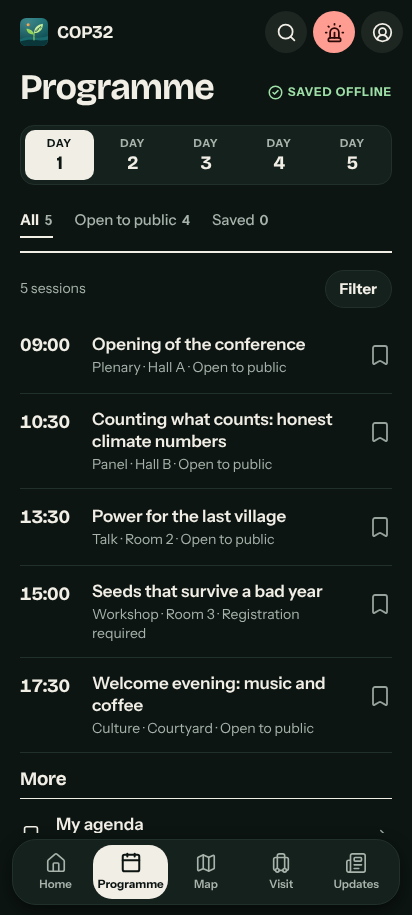 COP32
Programme
SAVED OFFLINE
DAY DAY DAY DAY DAY
1 2 3 4 5
All 5 Open to public 4 Saved 0
5 sessions Filter
09:00 Opening of the conference
Plenary · Hall A · Open to public
10:30 Counting what counts: honest
climate numbers
Panel · Hall B · Open to public
13:30 Power for the last village
Talk · Room 2 · Open to public
15:00 Seeds that survive a bad year
Workshop · Room 3 · Registration
required
17:30 Welcome evening: music and
coffee
Culture · Courtyard · Open to public
More
My agenda
Home Programme Map Visit Updates